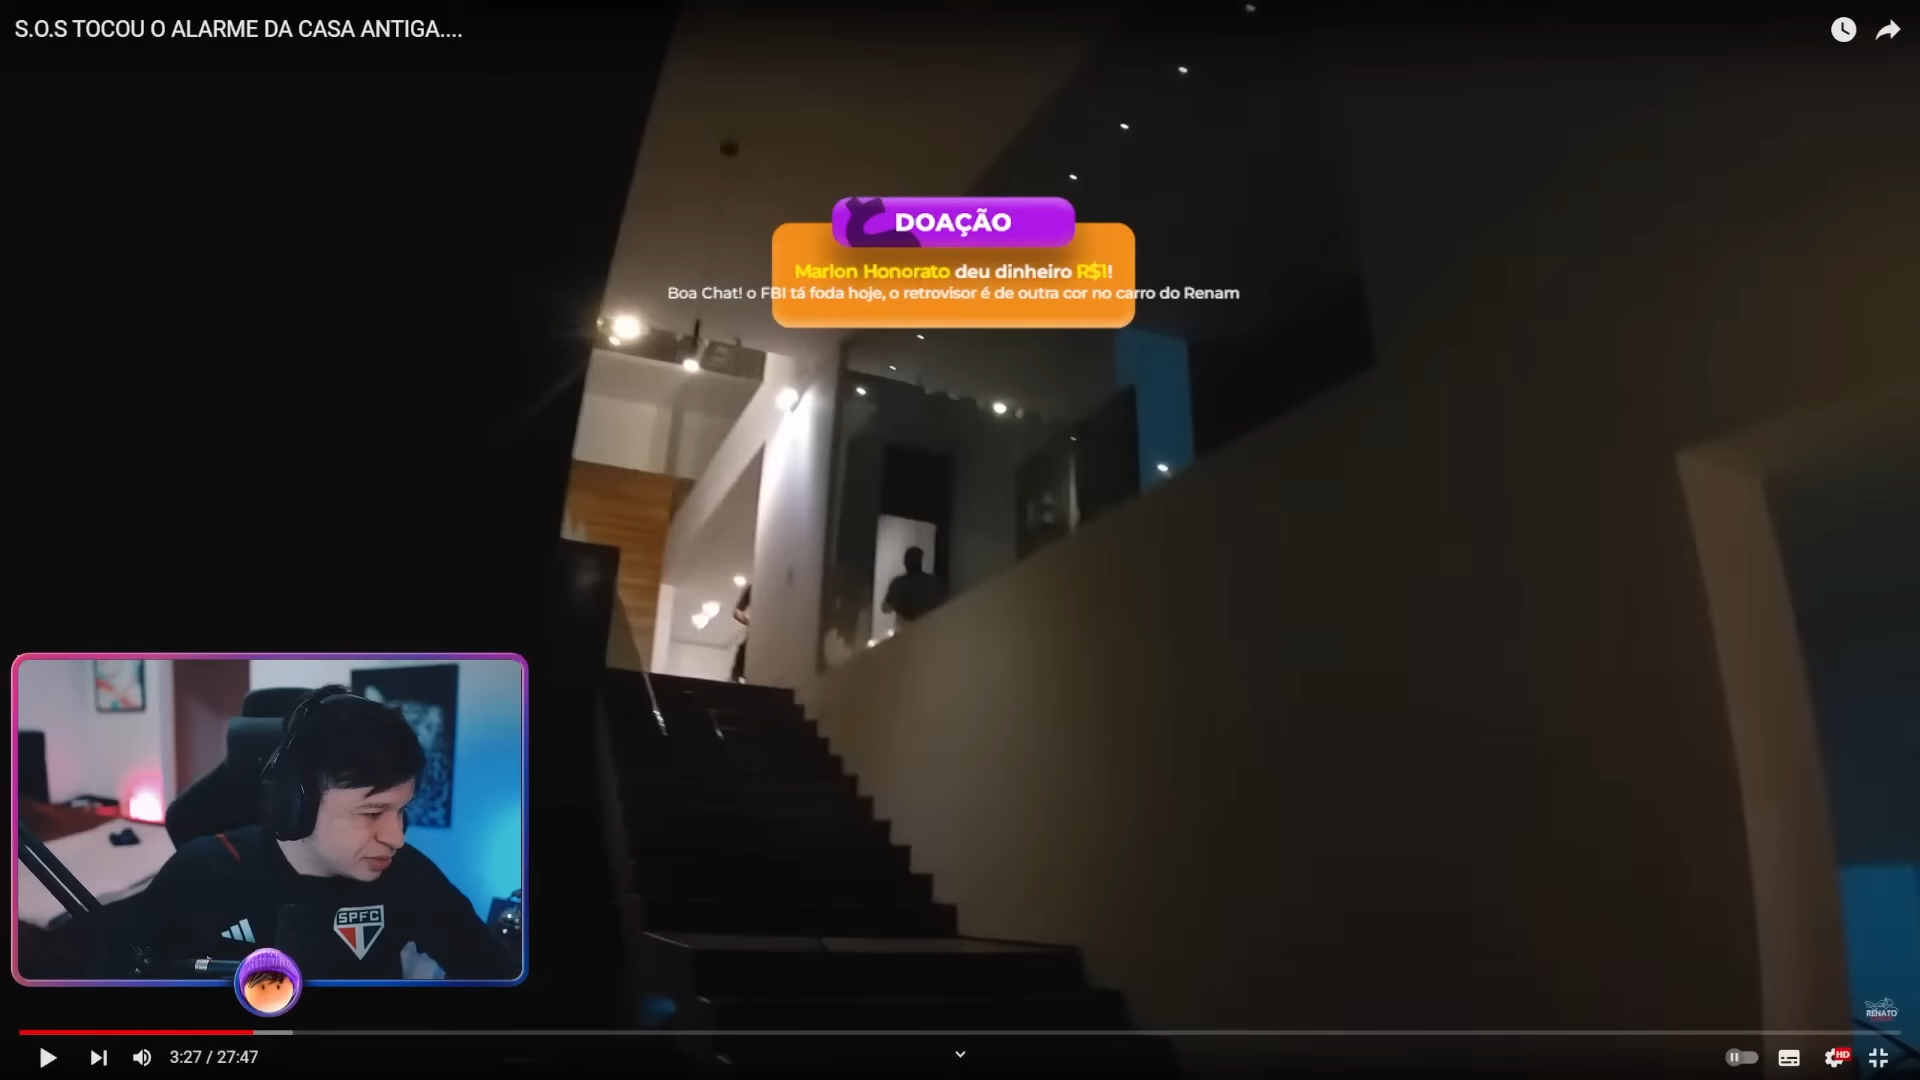 S.O.S TOCOU O ALARME DA CASA ANTIGA....
DOAÇÃO
Marlon Honorato deu dinheiro R$1!
Boa Chat! o FBI tá foda hoje, o retrovisor é de outra cor no carro do Renam
SPFC
RENATO
3:27 / 27:47
HD